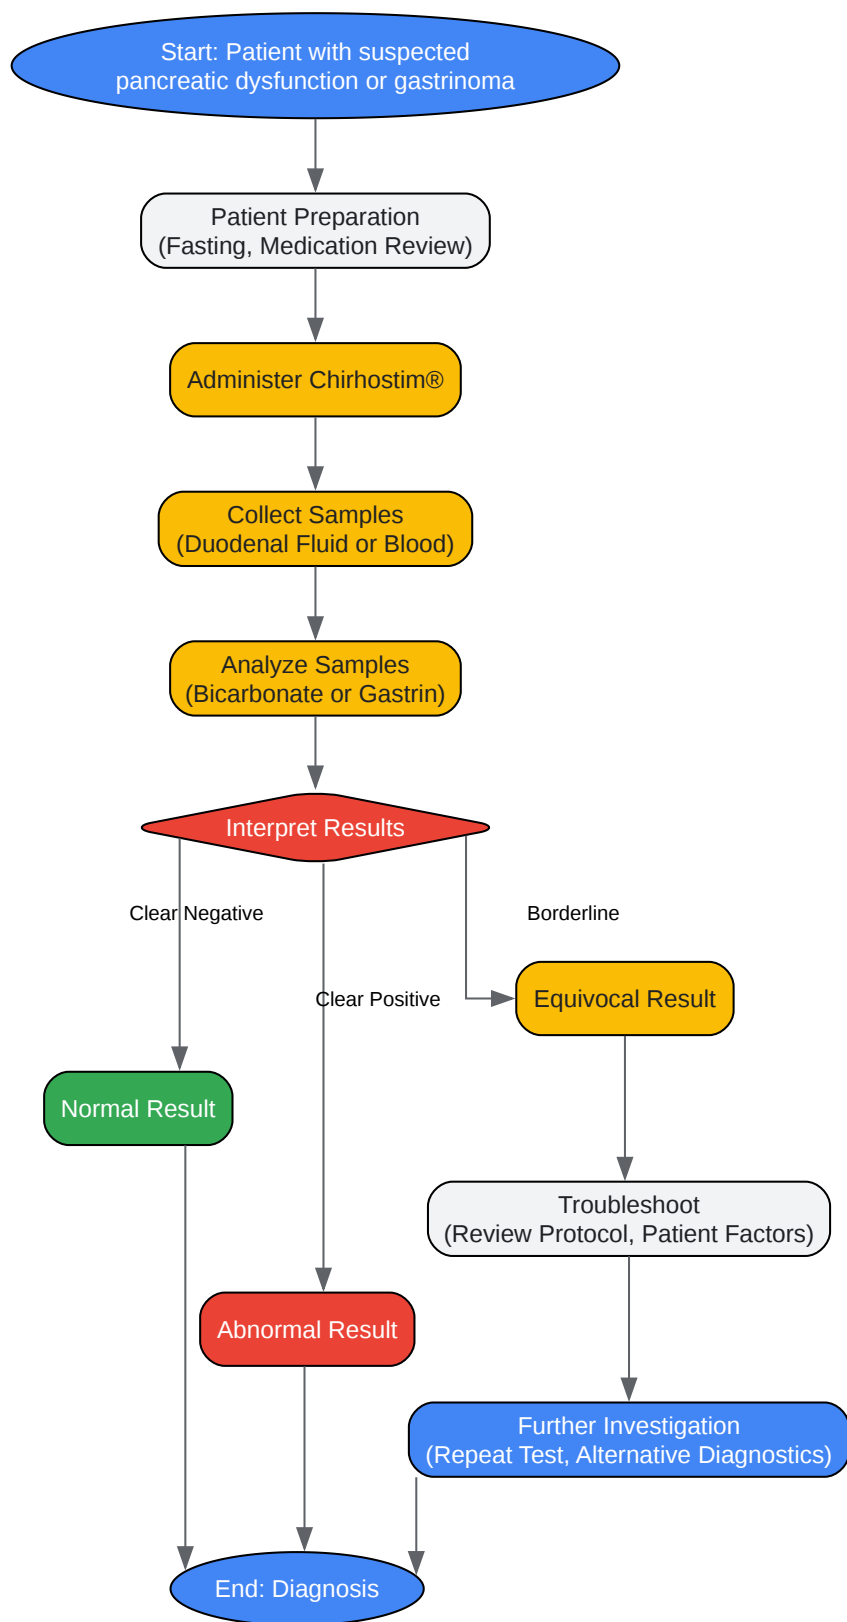 Start: Patient with suspected
pancreatic dysfunction or gastrinoma
Patient Preparation
(Fasting, Medication Review)
Administer Chirhostim®
Collect Samples
(Duodenal Fluid or Blood)
Analyze Samples
(Bicarbonate or Gastrin)
Interpret Results
Clear Negative
Borderline
Clear Positive
Equivocal Result
Normal Result
Troubleshoot
(Review Protocol, Patient Factors)
Abnormal Result
Further Investigation
(Repeat Test, Alternative Diagnostics)
End: Diagnosis